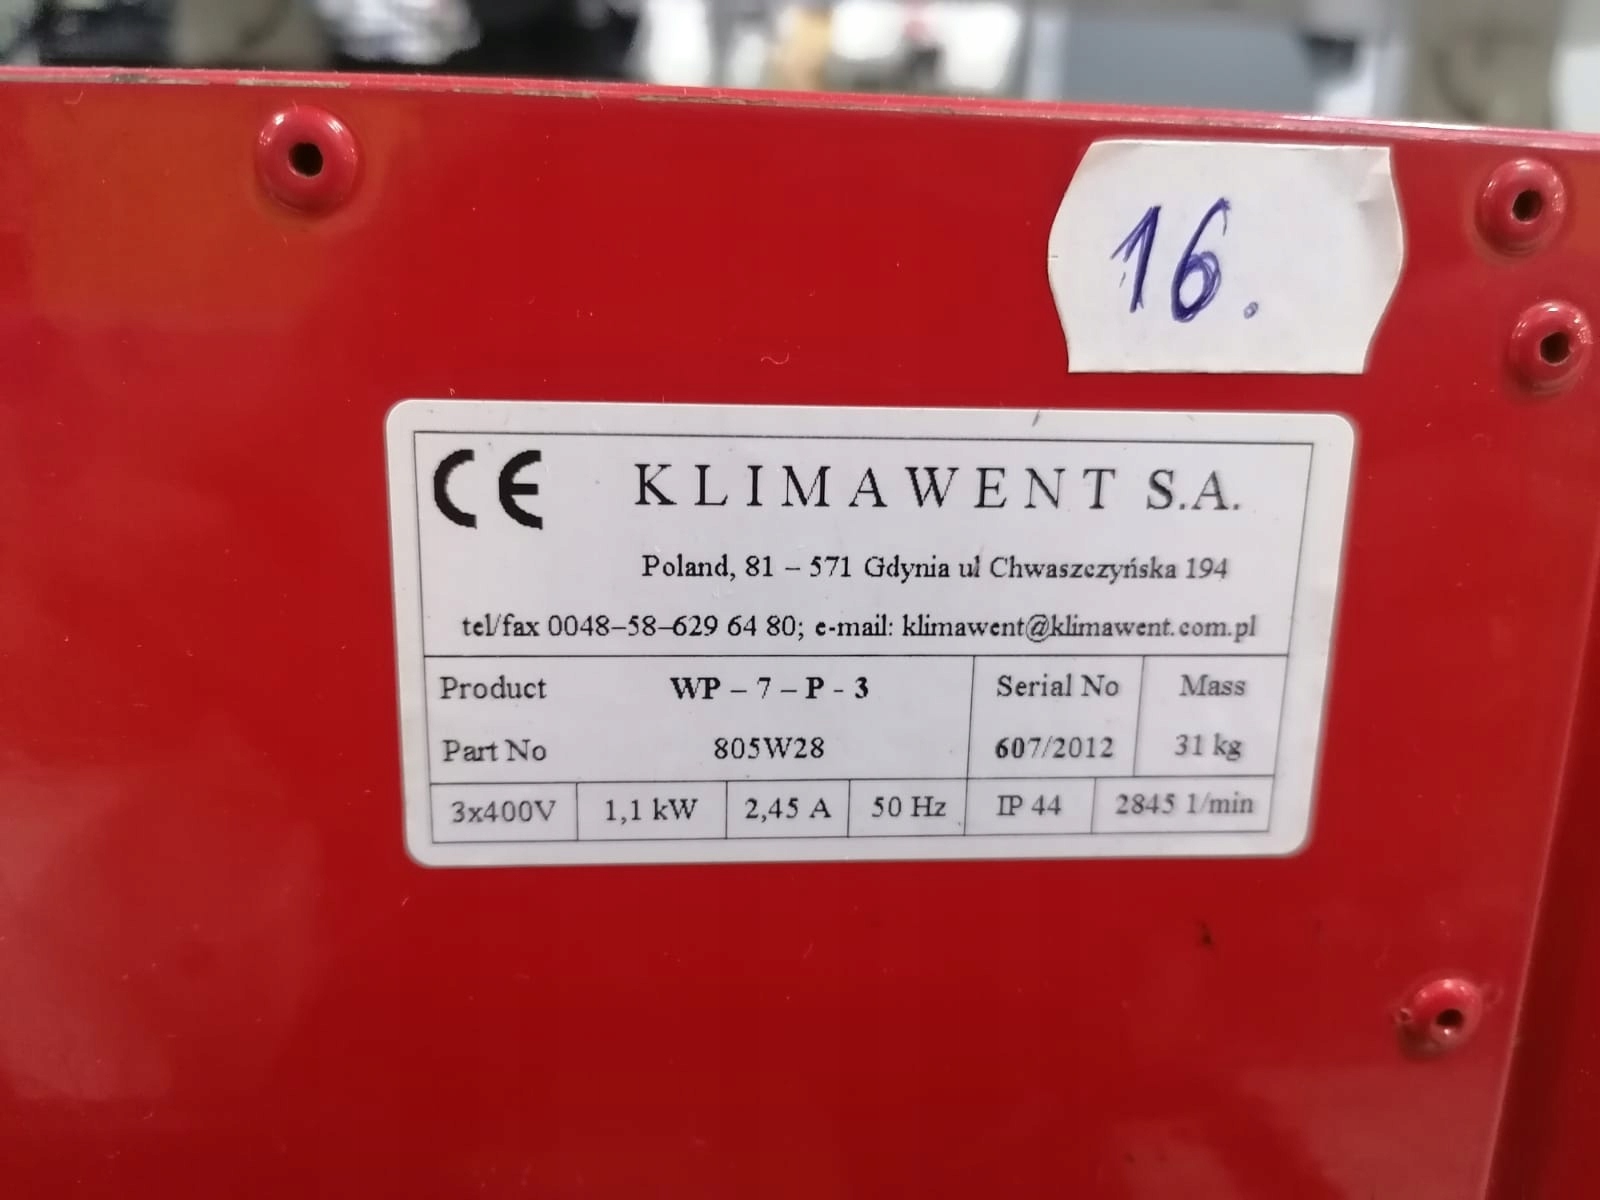 16.
CE KLIMAWENT S.A.
Poland, 81 – 571 Gdynia ul Chwaszczyńska 194
tel/fax 0048–58–629 64 80; e-mail: klimawent@klimawent.com.pl
Product WP – 7 – P - 3 Serial No Mass
Part No 805W28 607/2012 31 kg
3x400V 1,1 kW 2,45 A 50 Hz IP 44 2845 1/min